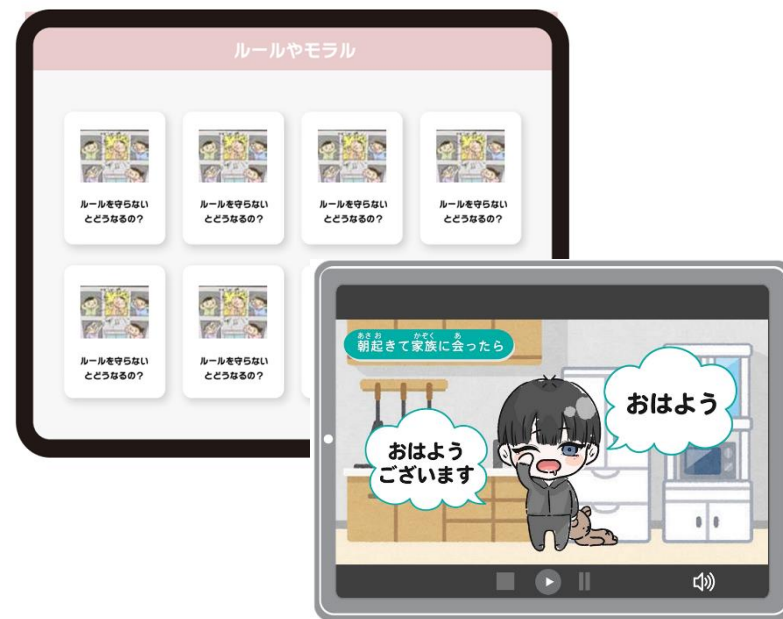 ルールやモラル
ルールを守らない
とどうなるの？
ルールを守らない
とどうなるの？
ルールを守らない
とどうなるの？
ルールを守らない
とどうなるの？
ルールを守らない
とどうなるの？
ルールを守らない
とどうなるの？
あさお かぞく あ
朝起きて家族に会ったら
おはよう
おはよう
ございます